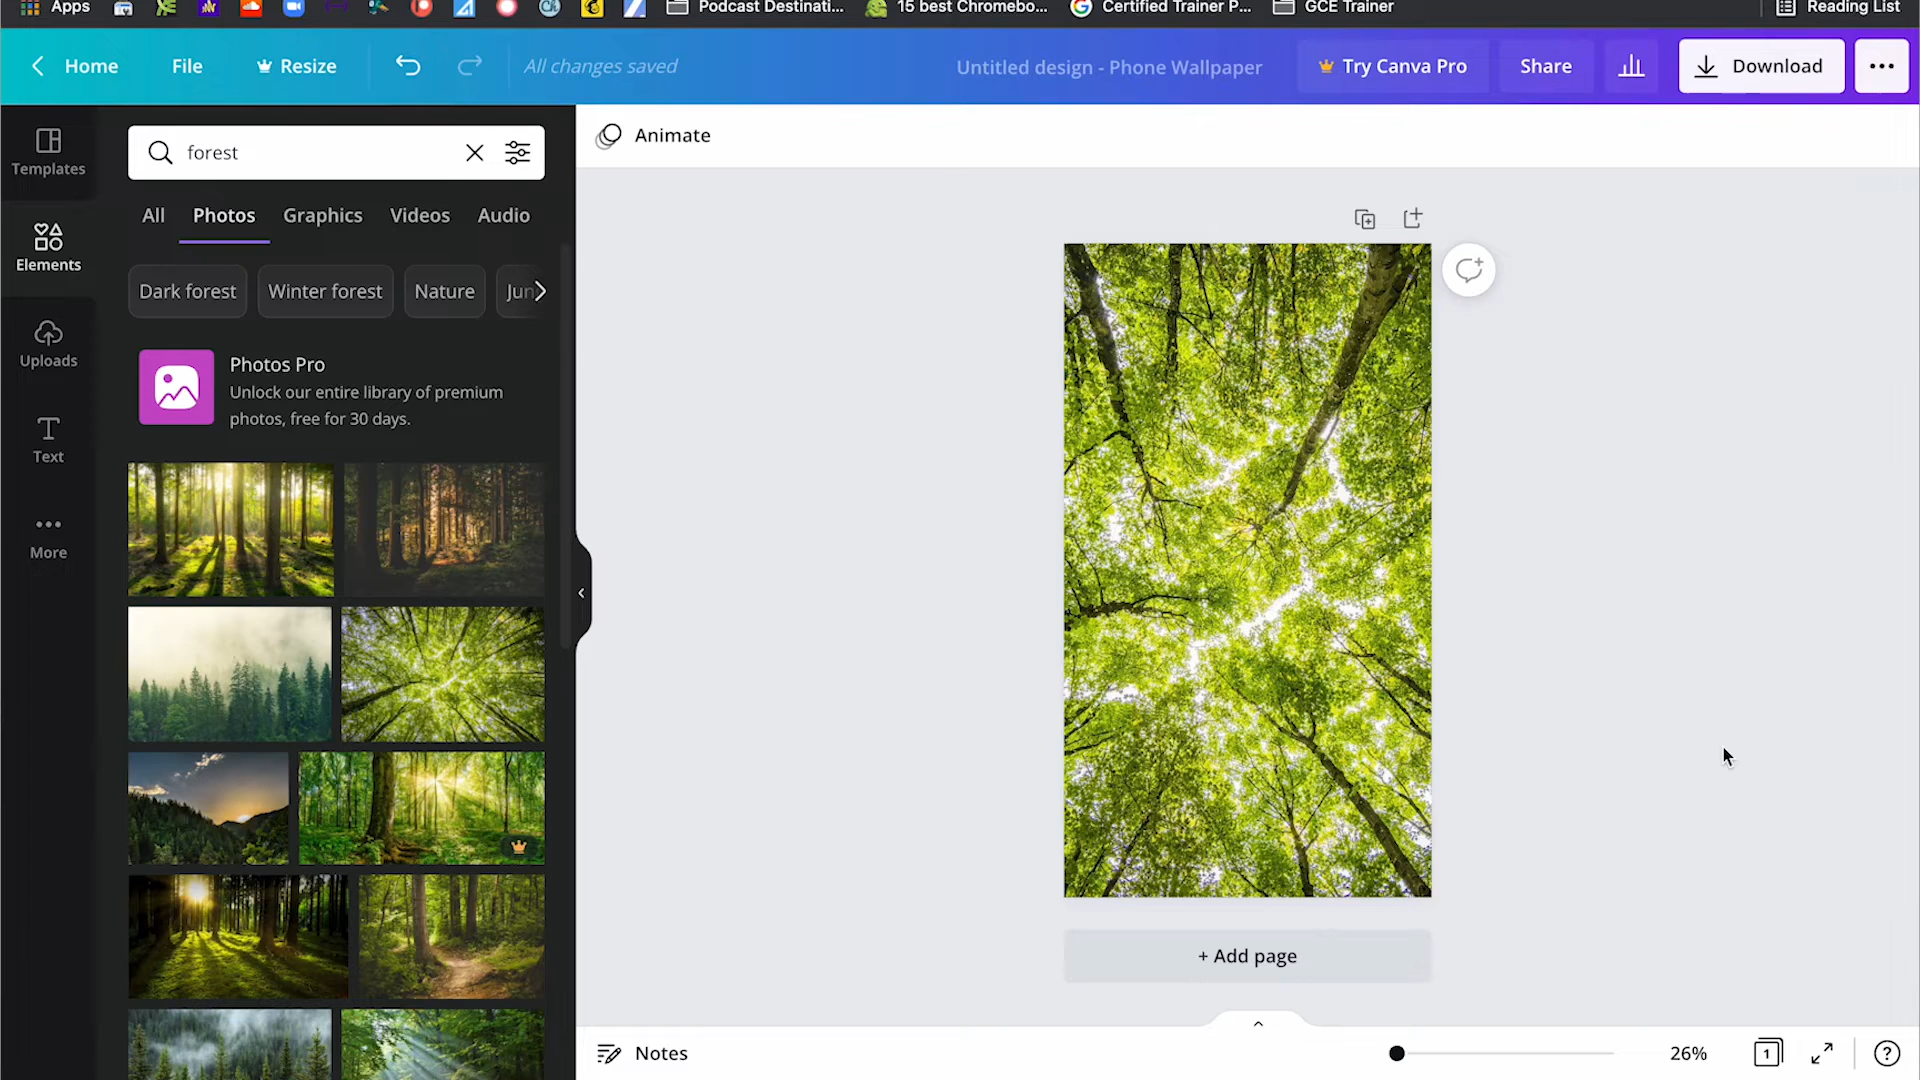 Apps
Podcast Destinati...
15 best Chromebo...
Certified Trainer P...
GCE Trainer
Reading List
Home
File
Resize
All changes saved
Untitled design - Phone Wallpaper
Try Canva Pro
Share
Download
Templates
Elements
Uploads
Text
More
forest
All
Photos
Graphics
Videos
Audio
Dark forest
Winter forest
Nature
Jun
Photos Pro
Unlock our entire library of premium
photos, free for 30 days.
Animate
+ Add page
Notes
26%
1
?